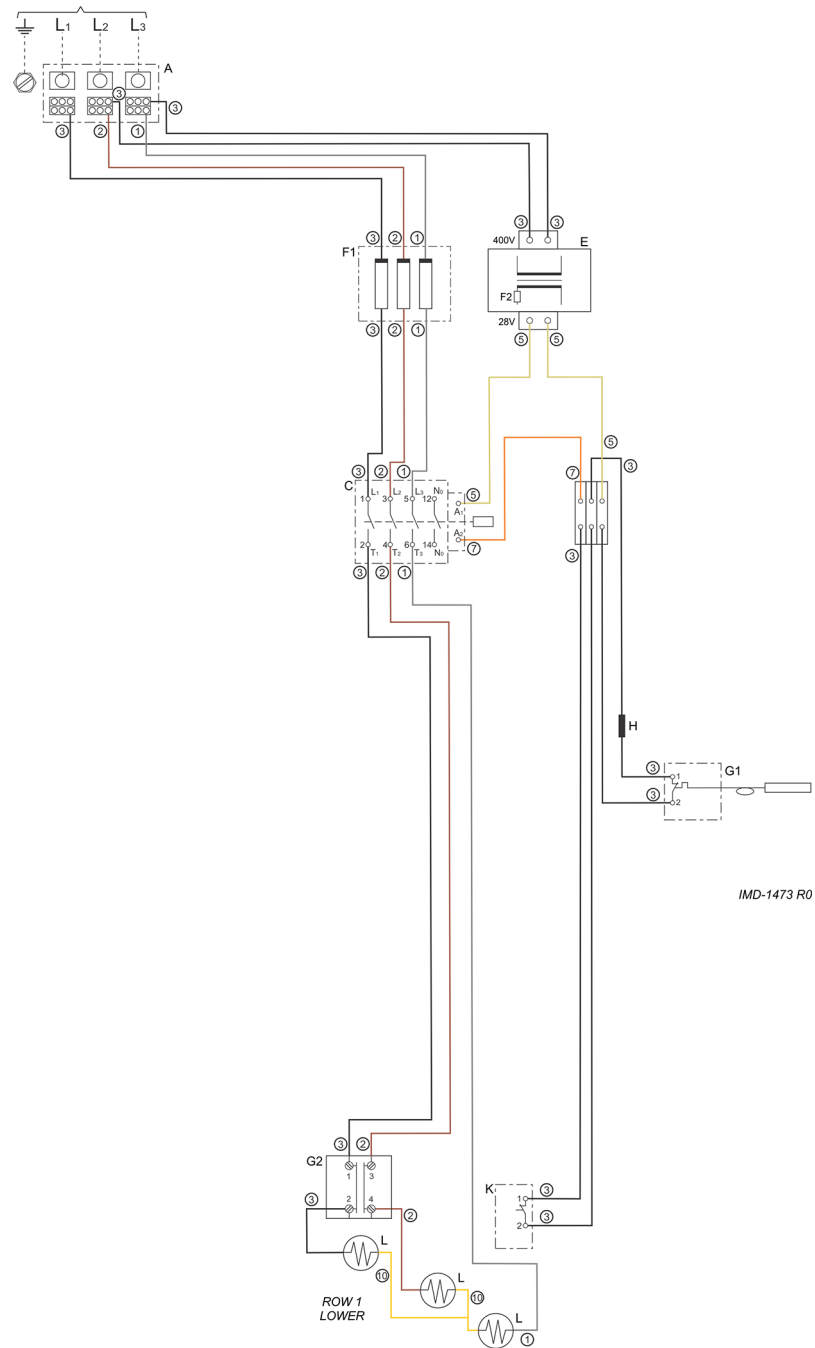 L1 L2 L3
A
3
3
3 2 1
3 3
400V
E
F1
3 2 1
F2
28V
3 2 1
5 5
5
3
7
3 2 1
5
C
L1 L2 L3 N0
1 3 5 12
A1
A2
2 4 6 14
T1 T2 T3 N0
7
3
3 2 1
H
3
G1
1
3
2
IMD-1473 R0
3 2
G2
1 3
2 4
3
2
K
3
1
3
2
L
10
L
10
ROW 1
LOWER
L
1